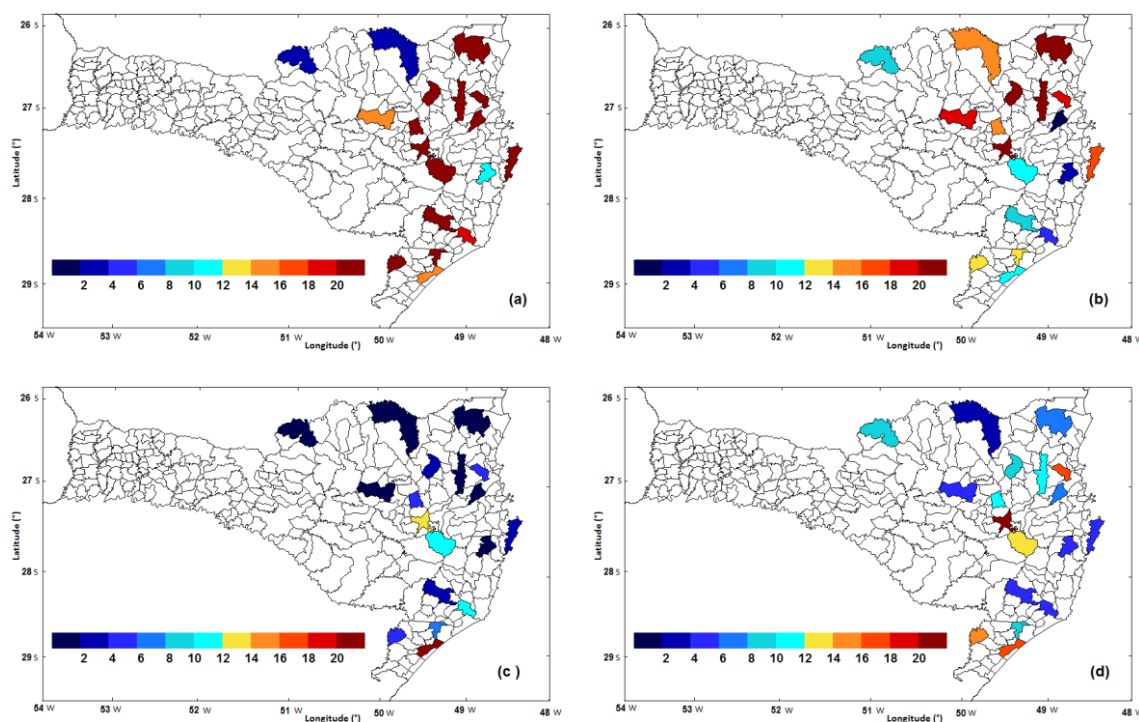 26 S
27 S
28 S
29 S
Latitude (°)
2 4 6 8 10 12 14 16 18 20
(a)
54 W 53 W 52 W 51 W 50 W 49 W 48 W
Longitude (°)
26 S
27 S
28 S
29 S
Latitude (°)
2 4 6 8 10 12 14 16 18 20
(b)
54 W 53 W 52 W 51 W 50 W 49 W 48 W
Longitude (°)
26 S
27 S
28 S
29 S
Latitude (°)
2 4 6 8 10 12 14 16 18 20
(c )
54 W 53 W 52 W 51 W 50 W 49 W 48 W
Longitude (°)
26 S
27 S
28 S
29 S
Latitude (°)
2 4 6 8 10 12 14 16 18 20
(d)
54 W 53 W 52 W 51 W 50 W 49 W 48 W
Longitude (°)